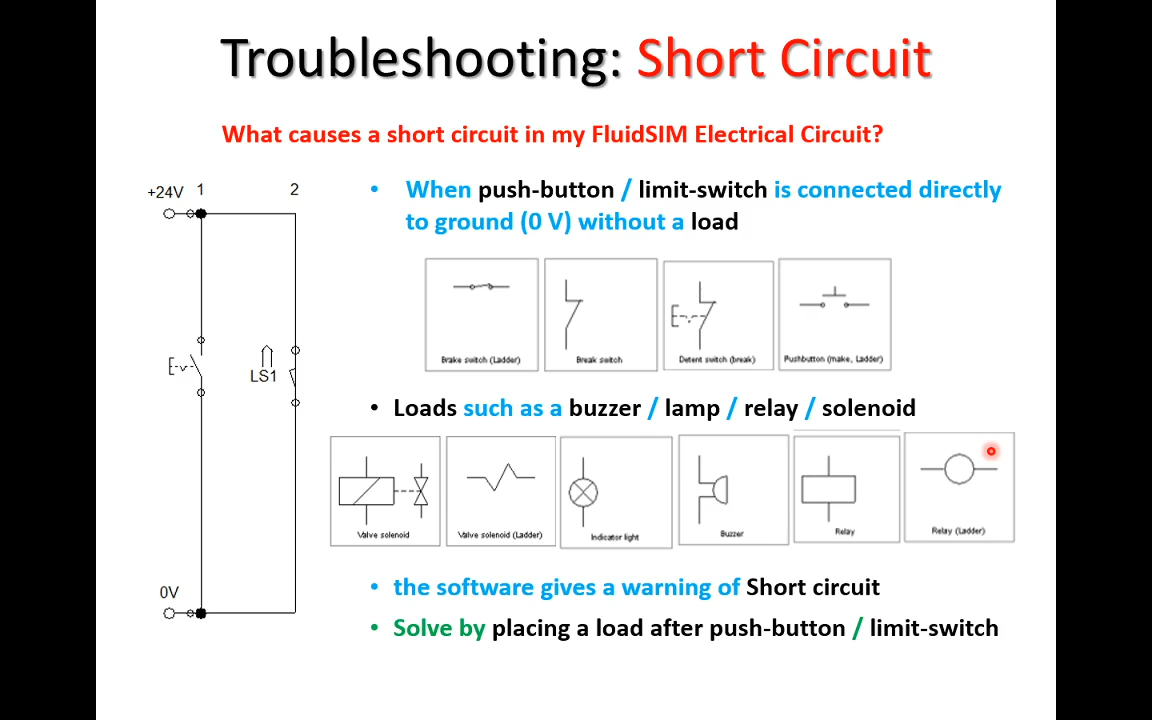 Troubleshooting: Short Circuit
What causes a short circuit in my FluidSIM Electrical Circuit?
+24V 1 2
LS1
0V
• When push-button / limit-switch is connected directly
to ground (0 V) without a load
Brake switch (Ladder) Break switch Detent switch (break) Pushbutton (make, Ladder)
• Loads such as a buzzer / lamp / relay / solenoid
Valve solenoid Valve solenoid (Ladder) Indicator light Buzzer Relay Relay (Ladder)
• the software gives a warning of Short circuit
• Solve by placing a load after push-button / limit-switch